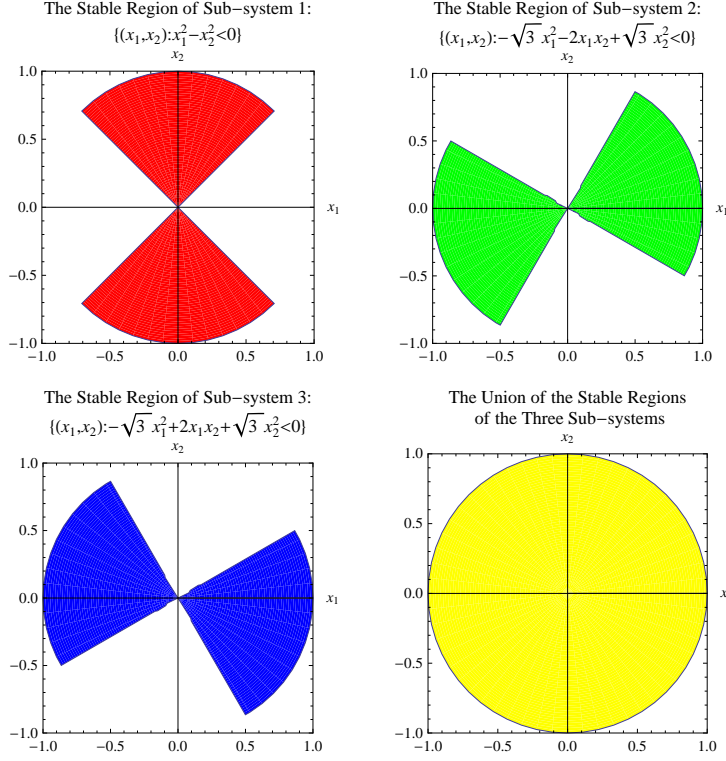 The Stable Region of Sub−system 1:
{(x₁,x₂):x₁²−x₂²<0}
x₂
1.0
0.5
0.0
−0.5
−1.0
−1.0 −0.5 0.0 0.5 1.0
x₁
The Stable Region of Sub−system 2:
{(x₁,x₂):−√3 x₁²−2x₁x₂+√3 x₂²<0}
x₂
1.0
0.5
0.0
−0.5
−1.0
−1.0 −0.5 0.0 0.5 1.0
x₁
The Stable Region of Sub−system 3:
{(x₁,x₂):−√3 x₁²+2x₁x₂+√3 x₂²<0}
x₂
1.0
0.5
0.0
−0.5
−1.0
−1.0 −0.5 0.0 0.5 1.0
x₁
The Union of the Stable Regions
of the Three Sub−systems
x₂
1.0
0.5
0.0
−0.5
−1.0
−1.0 −0.5 0.0 0.5 1.0
x